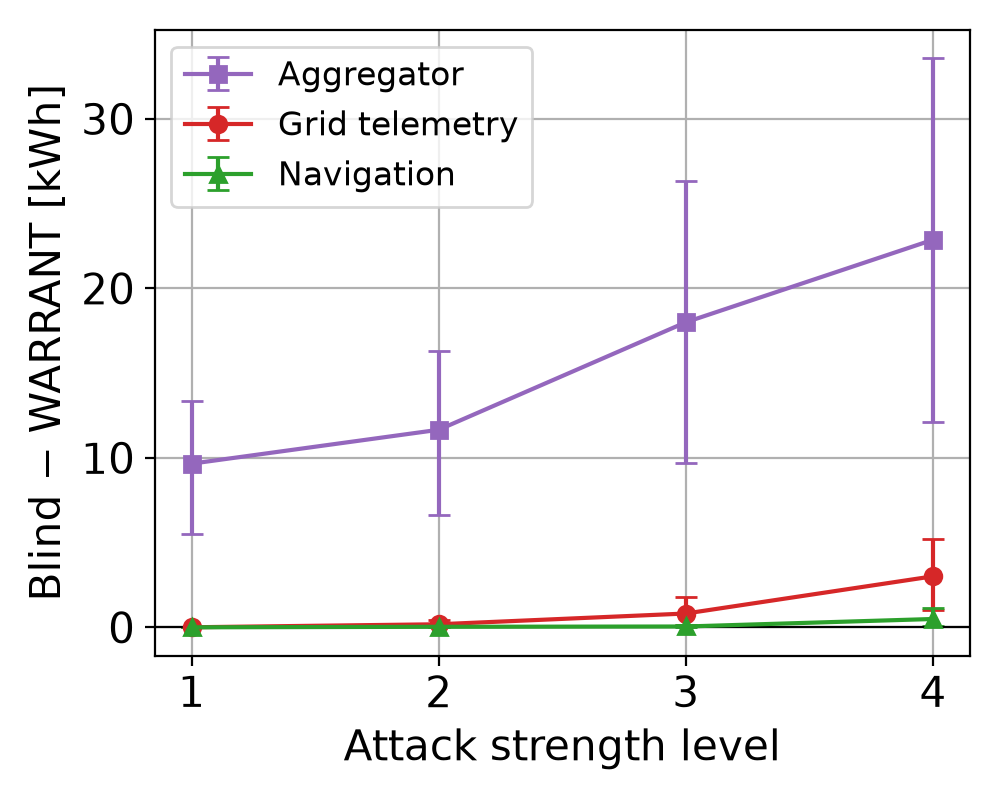 Aggregator
Grid telemetry
Navigation
Blind − WARRANT [kWh]
30
20
10
0
1 2 3 4
Attack strength level